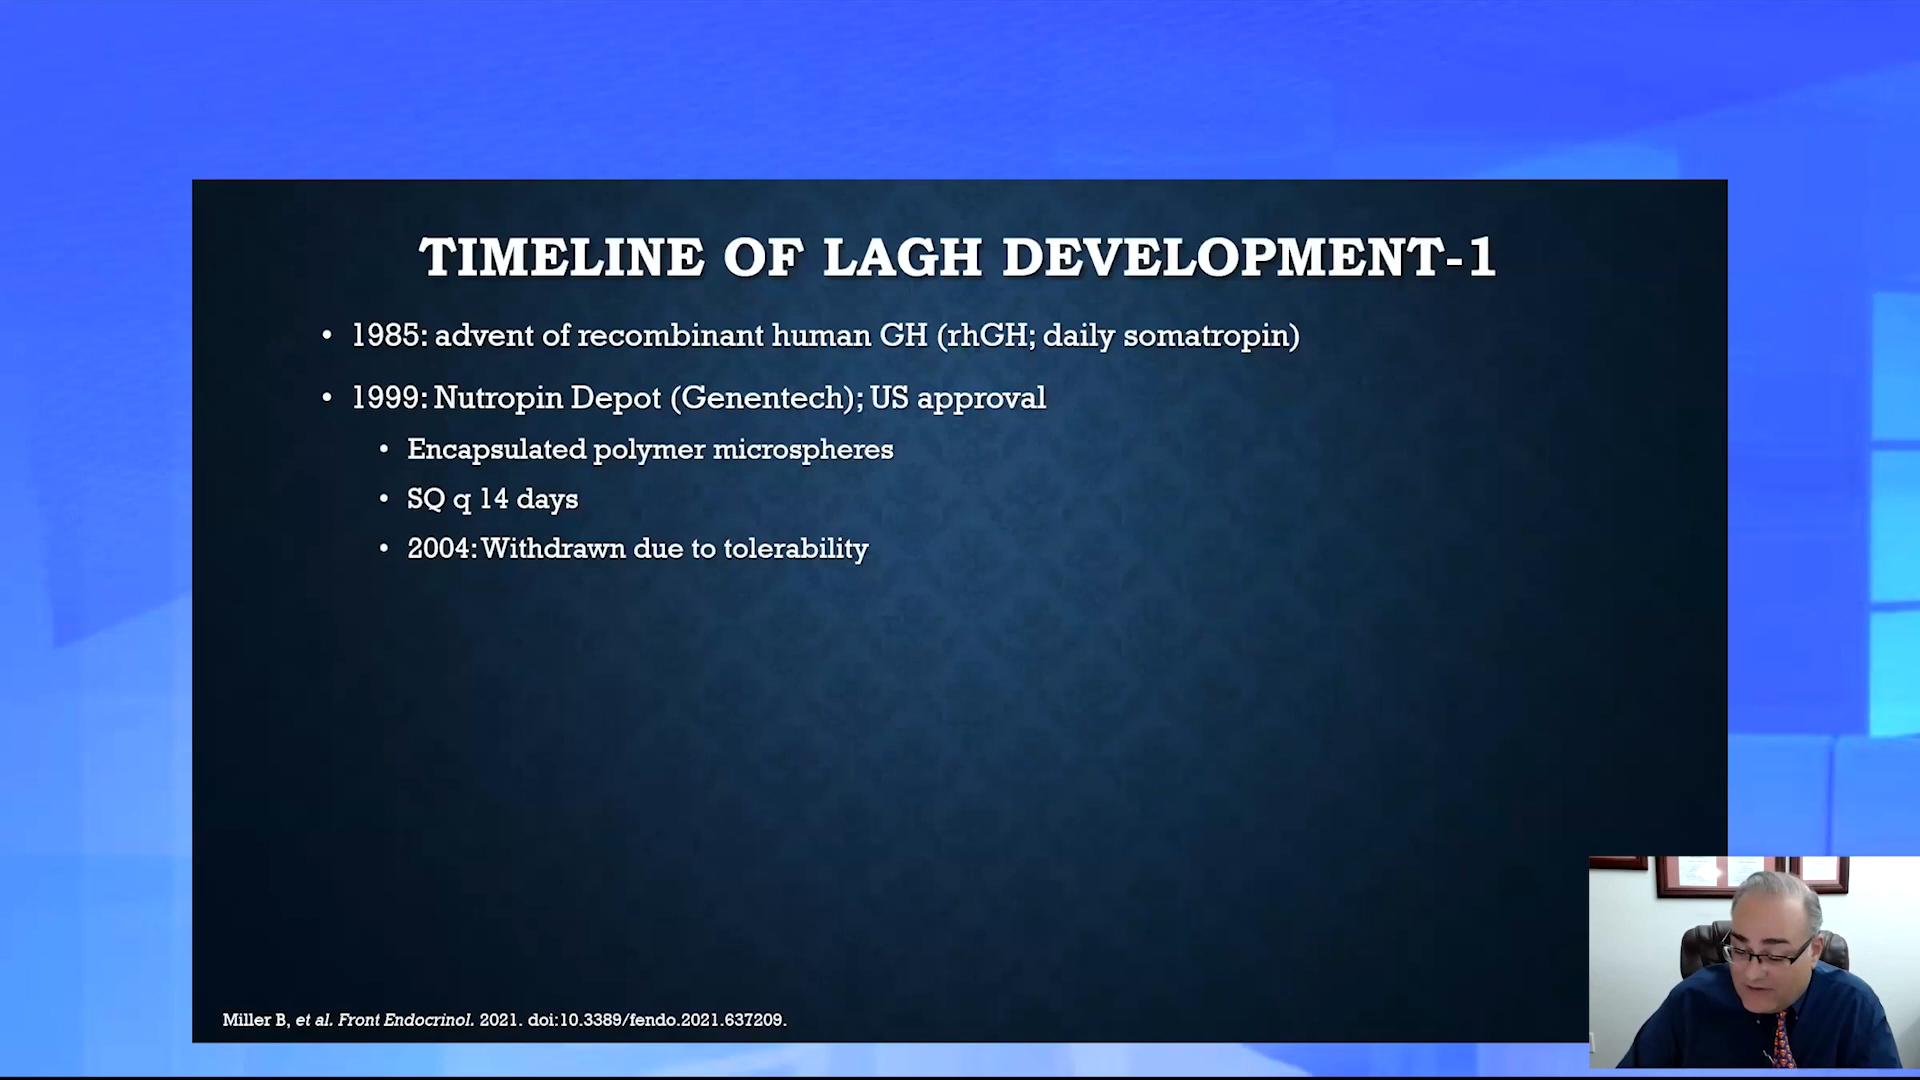 TIMELINE OF LAGH DEVELOPMENT-1
• 1985: advent of recombinant human GH (rhGH; daily somatropin)
• 1999: Nutropin Depot (Genentech); US approval
• Encapsulated polymer microspheres
• SQ q 14 days
• 2004: Withdrawn due to tolerability
Miller B, et al. Front Endocrinol. 2021. doi:10.3389/fendo.2021.637209.